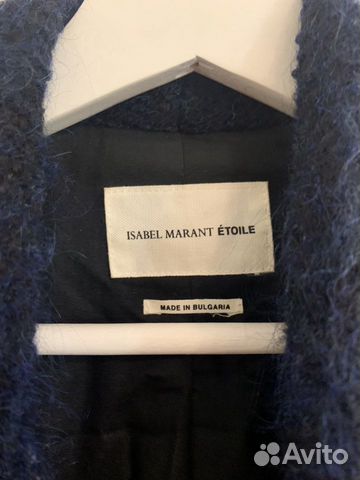 ISABEL MARANT ÉTOILE
MADE IN BULGARIA
Avito